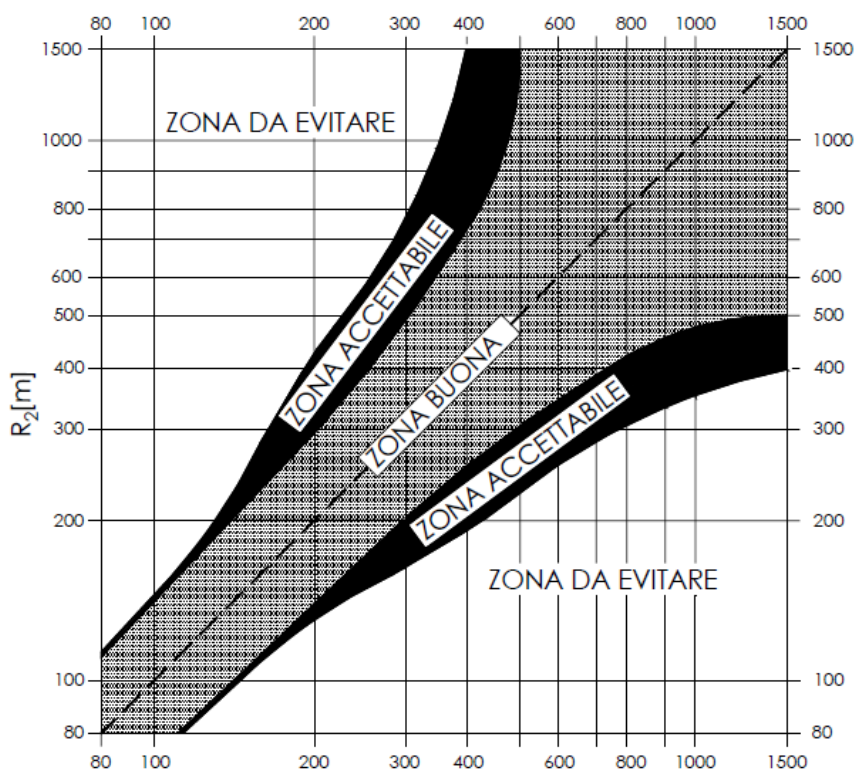 80 100 200 300 400 600 800 1000 1500
1500 1500
ZONA DA EVITARE
1000 1000
800 800
ZONA ACCETTABILE
600 600
500 500
ZONA BUONA
400 400
R2[m]
ZONA ACCETTABILE
300 300
200 200
ZONA DA EVITARE
100 100
80 80
80 100 200 300 400 600 800 1000 1500